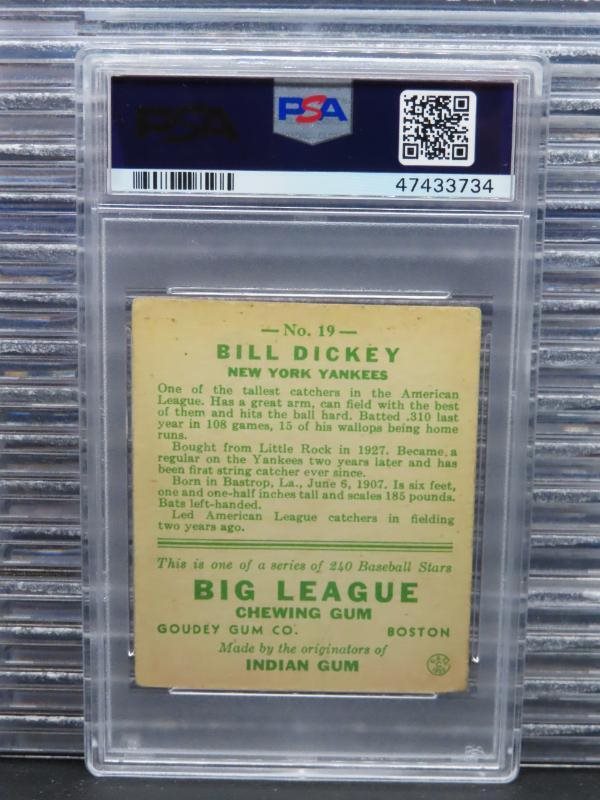 PSA
PSA
47433734
— No. 19 —
BILL DICKEY
NEW YORK YANKEES
One of the tallest catchers in the American
League. Has a great arm, can field with the best
of them and hits the ball hard. Batted .310 last
year in 108 games, 15 of his wallops being home
runs.
Bought from Little Rock in 1927. Became a
regular on the Yankees two years later and has
been first string catcher ever since.
Born in Bastrop, La., June 6, 1907. Is six feet,
one and one-half inches tall and scales 185 pounds.
Bats left-handed.
Led American League catchers in fielding
two years ago.
This is one of a series of 240 Baseball Stars
BIG LEAGUE
CHEWING GUM
GOUDEY GUM CO. BOSTON
Made by the originators of
INDIAN GUM